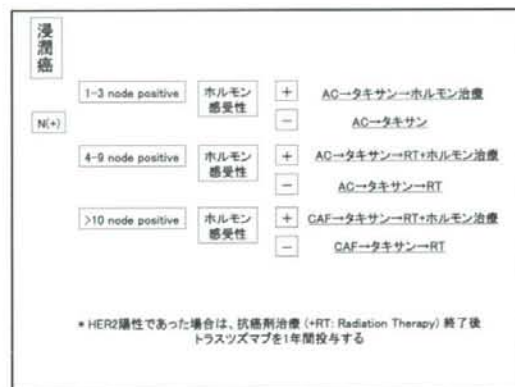 浸潤癌
1-3 node positive
ホルモン
感受性
+
AC→タキサン→ホルモン治療
-
AC→タキサン
N(+)
4-9 node positive
ホルモン
感受性
+
AC→タキサン→RT+ホルモン治療
-
AC→タキサン→RT
>10 node positive
ホルモン
感受性
+
CAF→タキサン→RT+ホルモン治療
-
CAF→タキサン→RT
* HER2陽性であった場合は、抗癌剤治療 (+RT: Radiation Therapy) 終了後
トラスツズマブを1年間投与する